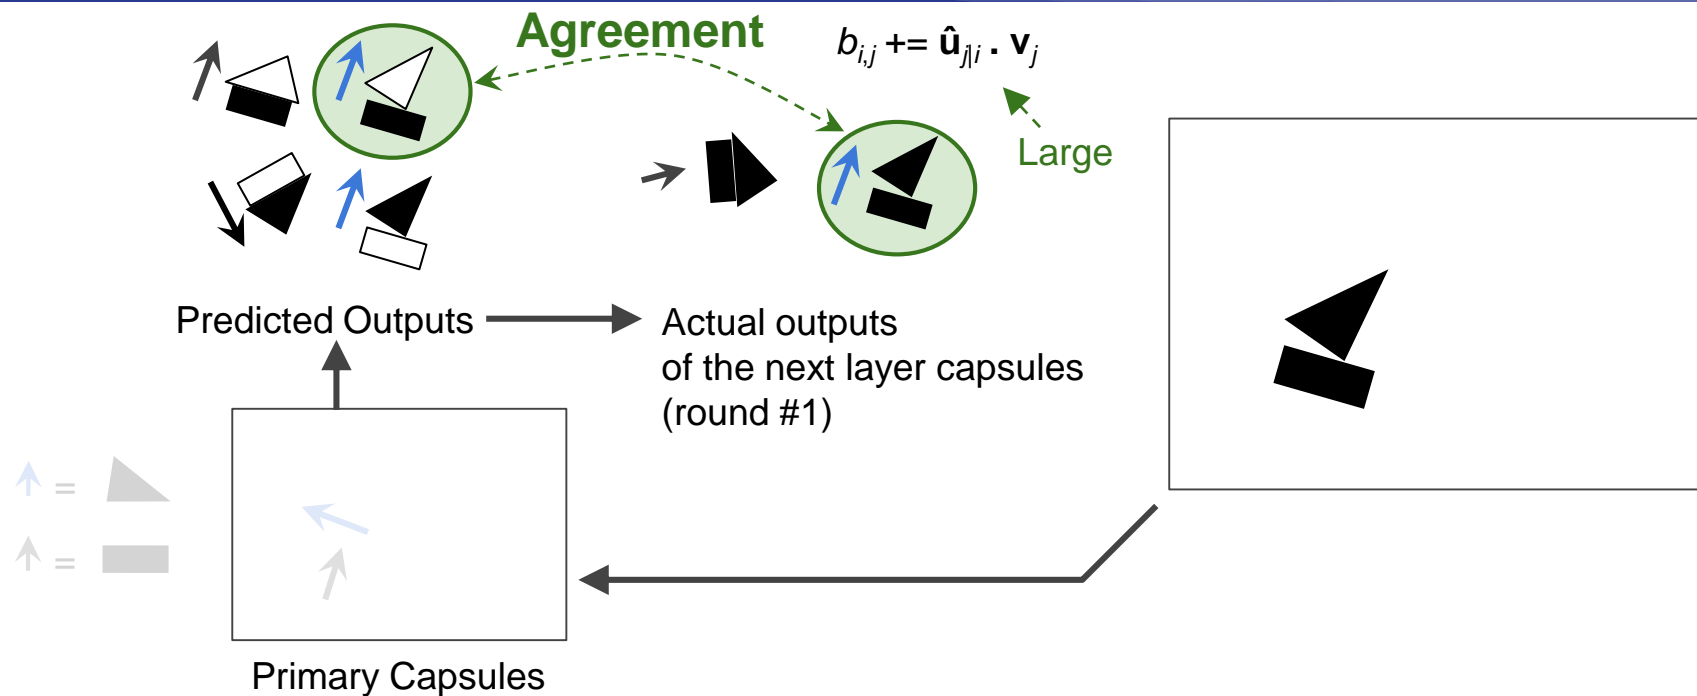 Agreement
b_{i,j} += û_{j|i} . v_j
Large
Predicted Outputs
Actual outputs
of the next layer capsules
(round #1)
=
=
Primary Capsules